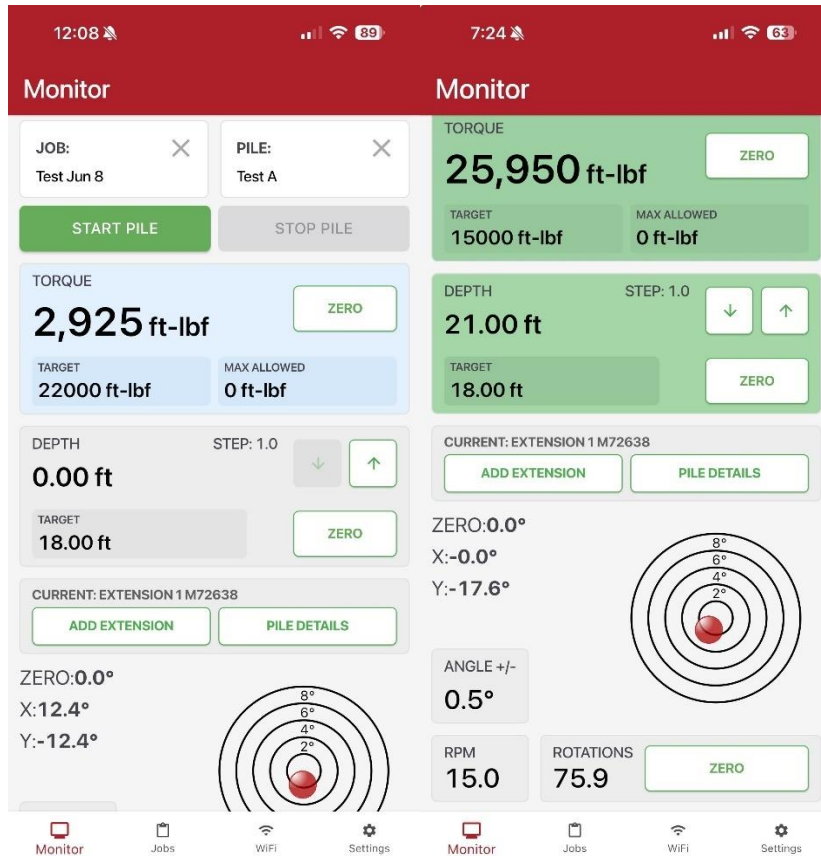 12:08
89
Monitor
JOB:
Test Jun 8
PILE:
Test A
START PILE
STOP PILE
TORQUE
2,925 ft-lbf
ZERO
TARGET
22000 ft-lbf
MAX ALLOWED
0 ft-lbf
DEPTH
STEP: 1.0
0.00 ft
TARGET
18.00 ft
ZERO
CURRENT: EXTENSION 1 M72638
ADD EXTENSION
PILE DETAILS
ZERO:0.0°
X:12.4°
Y:-12.4°
8°
6°
4°
2°
Monitor
Jobs
WiFi
Settings
7:24
63
Monitor
TORQUE
25,950 ft-lbf
ZERO
TARGET
15000 ft-lbf
MAX ALLOWED
0 ft-lbf
DEPTH
STEP: 1.0
21.00 ft
TARGET
18.00 ft
ZERO
CURRENT: EXTENSION 1 M72638
ADD EXTENSION
PILE DETAILS
ZERO:0.0°
X:-0.0°
Y:-17.6°
8°
6°
4°
2°
ANGLE +/-
0.5°
RPM
15.0
ROTATIONS
75.9
ZERO
Monitor
Jobs
WiFi
Settings